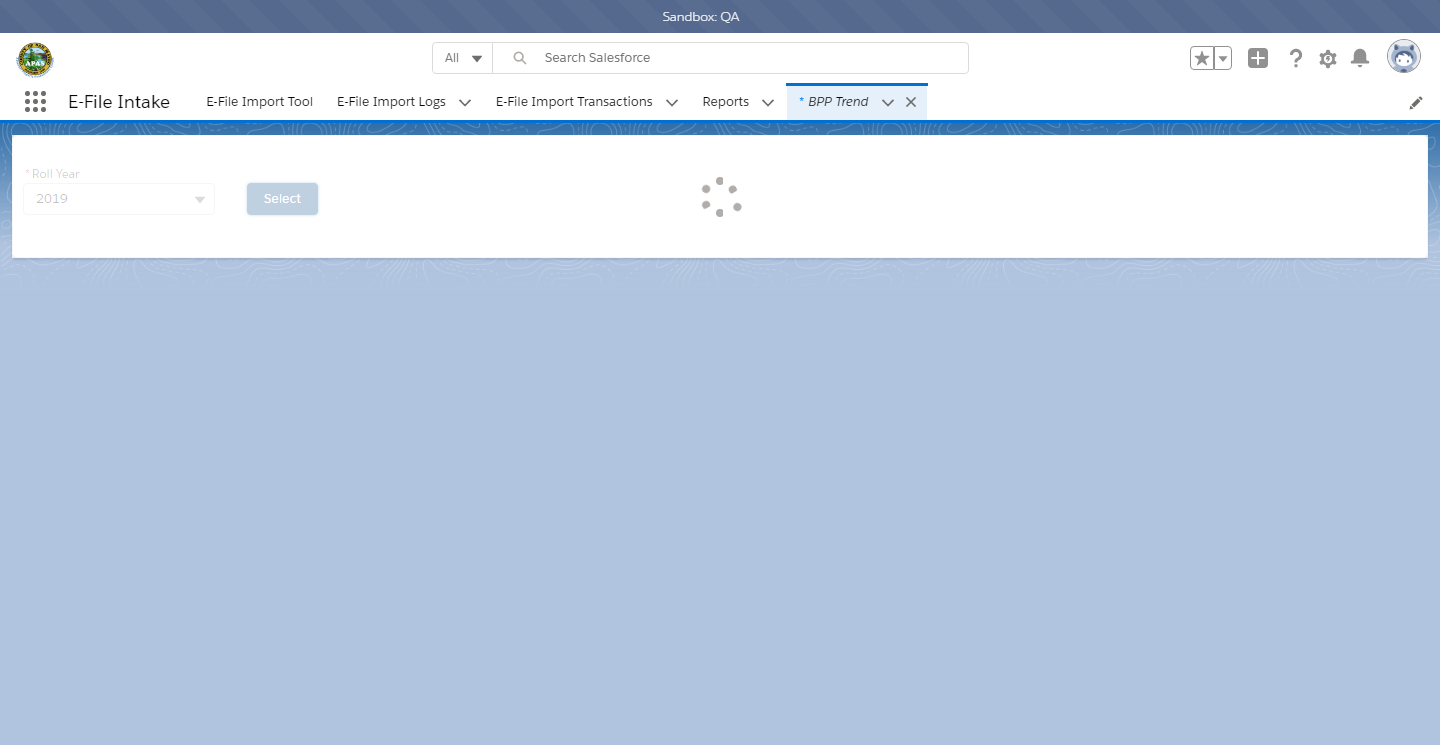 Sandbox: QA
APAS
All
Search Salesforce
E-File Intake
E-File Import Tool
E-File Import Logs
E-File Import Transactions
Reports
* BPP Trend
* Roll Year
2019
Select